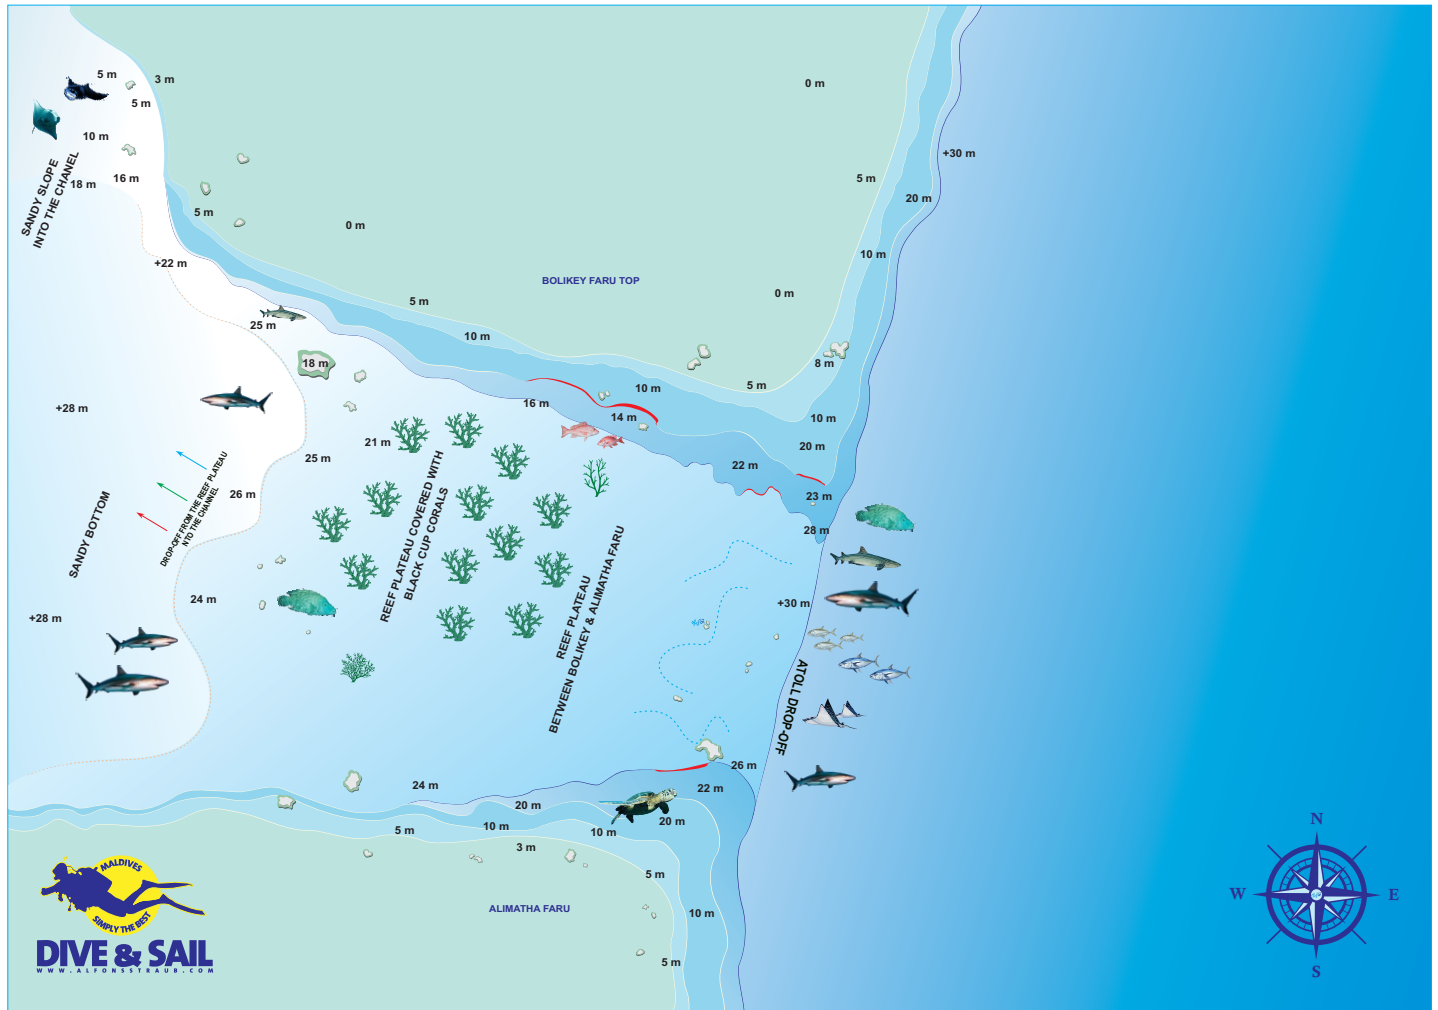 5 m
3 m
5 m
0 m
10 m
+30 m
16 m
18 m
5 m
SANDY SLOPE
INTO THE CHANEL
20 m
5 m
0 m
10 m
+22 m
BOLIKEY FARU TOP
0 m
5 m
25 m
10 m
18 m
8 m
5 m
10 m
16 m
+28 m
14 m
10 m
21 m
20 m
25 m
22 m
26 m
23 m
28 m
DROP-OFF FROM THE REEF PLATEAU
NTO THE CHANNEL
SANDY BOTTOM
REEF PLATEAU COVERED WITH
BLACK CUP CORALS
REEF PLATEAU
BETWEEN BOLIKEY & ALIMATHA FARU
24 m
+30 m
+28 m
ATOLL DROP-OFF
26 m
24 m
22 m
20 m
20 m
10 m
5 m
10 m
3 m
5 m
ALIMATHA FARU
10 m
5 m
MALDIVES
SIMPLY THE BEST
DIVE & SAIL
WWW.ALFONSSTRAUB.COM
N
W
E
S